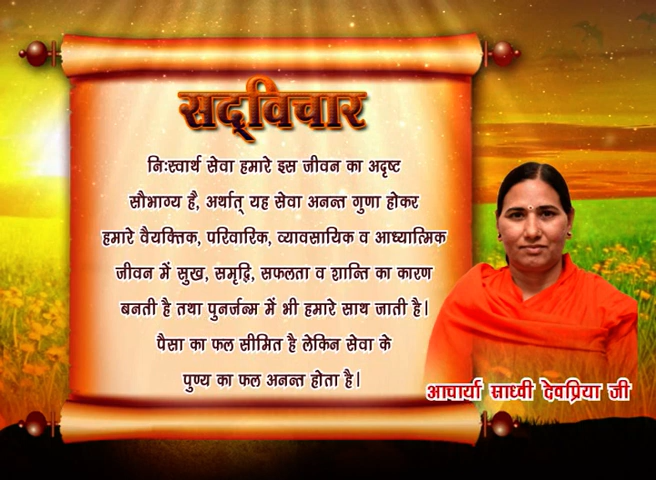 सद्‌विचार
निःस्वार्थ सेवा हमारे इस जीवन का अदृष्ट
सौभाग्य है, अर्थात् यह सेवा अनन्त गुणा होकर
हमारे वैयक्तिक, परिवारिक, व्यावसायिक व आध्यात्मिक
जीवन में सुख, समृद्धि, सफलता व शान्ति का कारण
बनती है तथा पुनर्जन्म में भी हमारे साथ जाती है।
पैसा का फल सीमित है लेकिन सेवा के
पुण्य का फल अनन्त होता है।
आचार्या साध्वी देवप्रिया जी